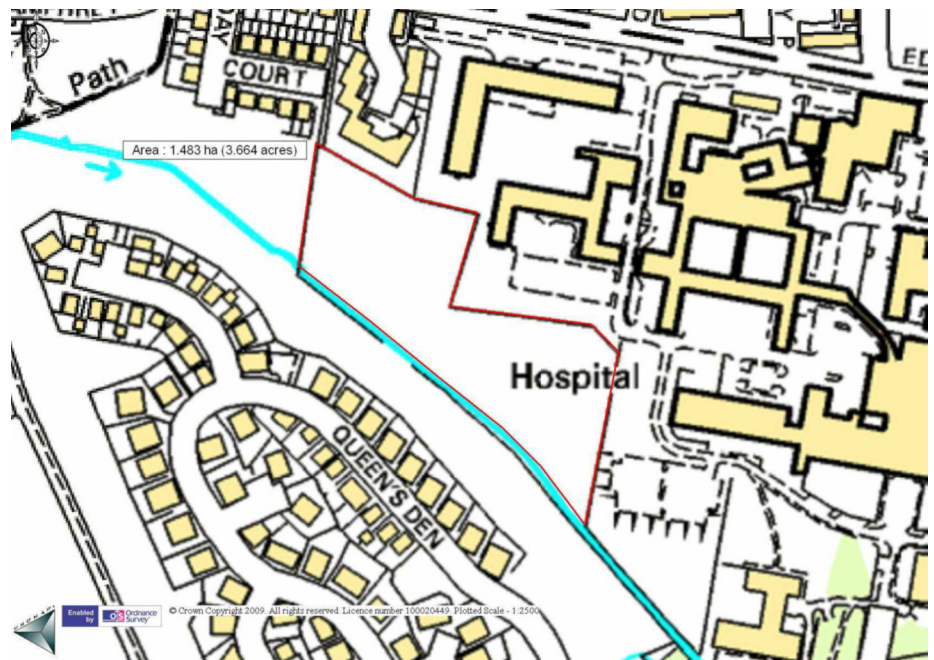 Path
COURT
Area : 1.483 ha (3.664 acres)
Hospital
QUEEN'S DEN
Enabled
by
Ordnance
Survey
© Crown Copyright 2009. All rights reserved. Licence number 100020449. Plotted Scale - 1:2500